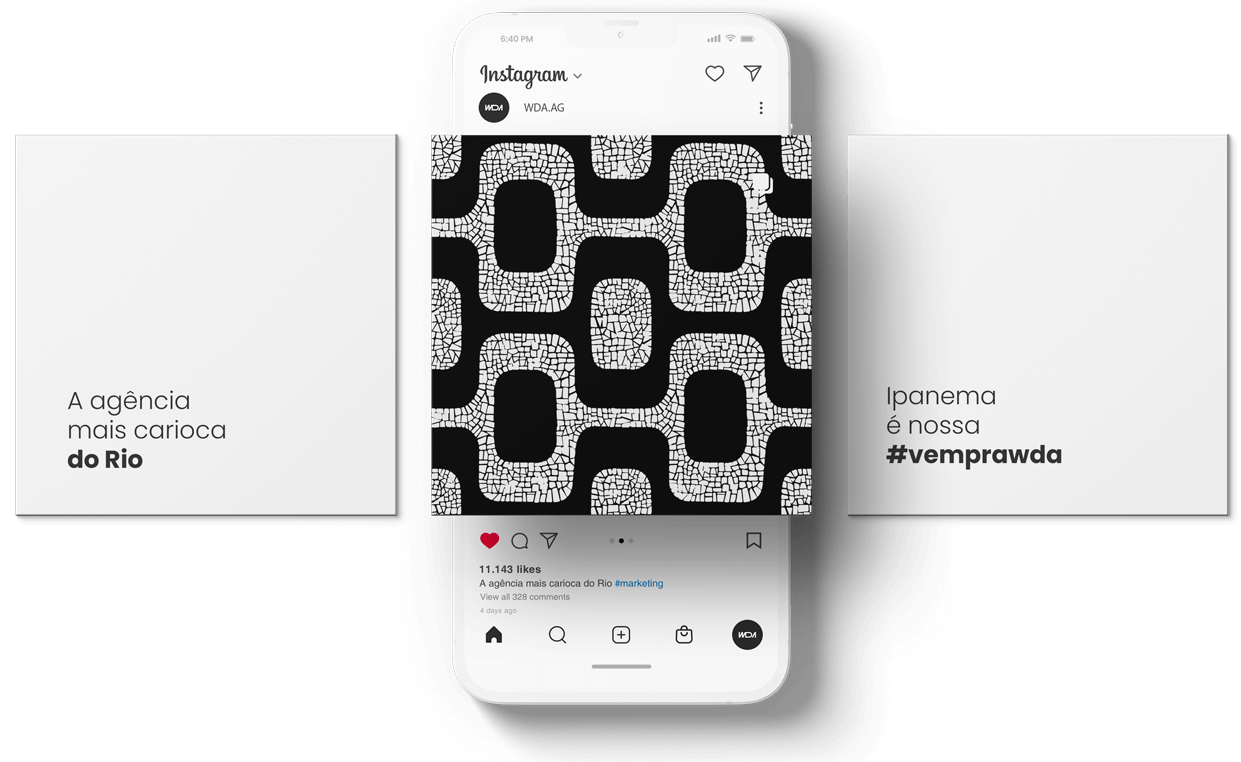 6:40 PM
Instagram
WDA
WDA.AG
A agência
mais carioca
do Rio
Ipanema
é nossa
#vemprawda
11.143 likes
A agência mais carioca do Rio #marketing
View all 328 comments
4 days ago
WDA